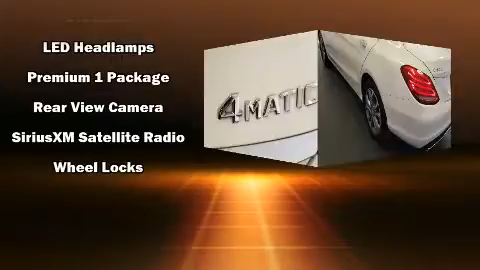 LED Headlamps
Premium 1 Package
Rear View Camera
SiriusXM Satellite Radio
Wheel Locks
4MATIC